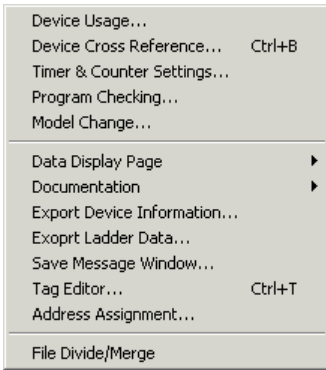 Device Usage...
Device Cross Reference... Ctrl+B
Timer & Counter Settings...
Program Checking...
Model Change...
Data Display Page
Documentation
Export Device Information...
Exoprt Ladder Data...
Save Message Window...
Tag Editor... Ctrl+T
Address Assignment...
File Divide/Merge